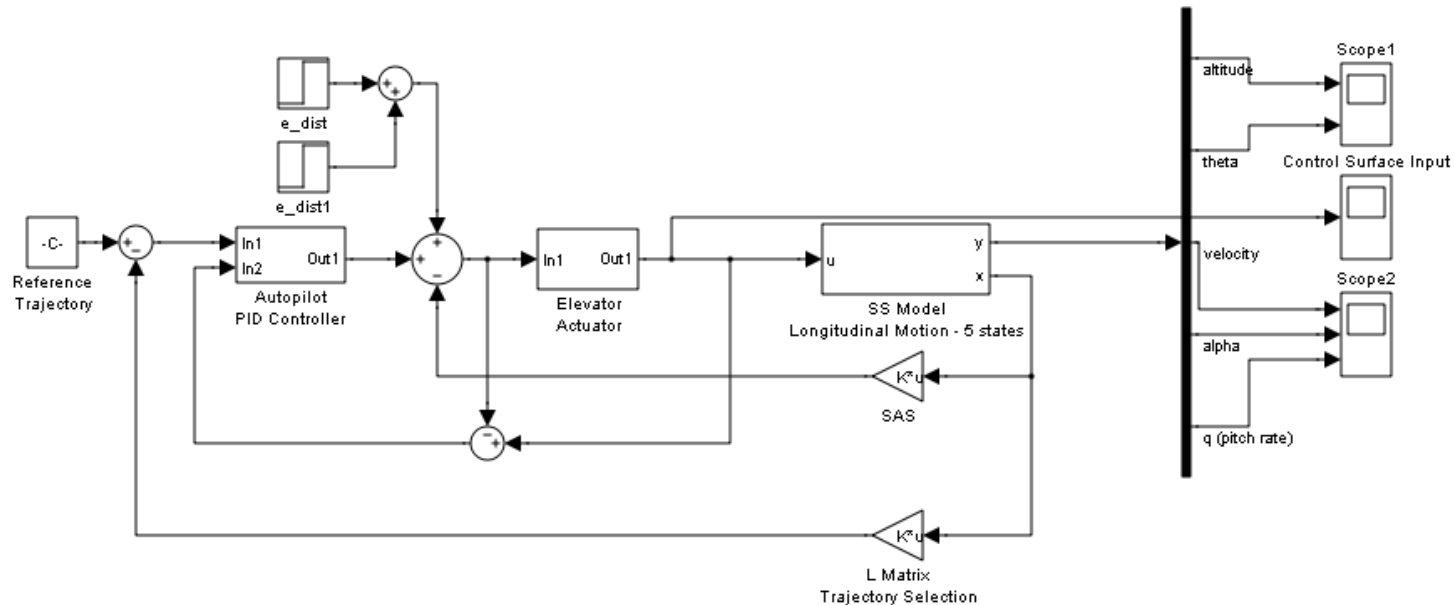 Scope1
altitude
e_dist
theta
Control Surface Input
e_dist1
-C-
Reference
Trajectory
In1
In2
Out1
Autopilot
PID Controller
In1
Out1
Elevator
Actuator
u
y
x
SS Model
Longitudinal Motion - 5 states
velocity
Scope2
alpha
K*u
SAS
q (pitch rate)
K*u
L Matrix
Trajectory Selection